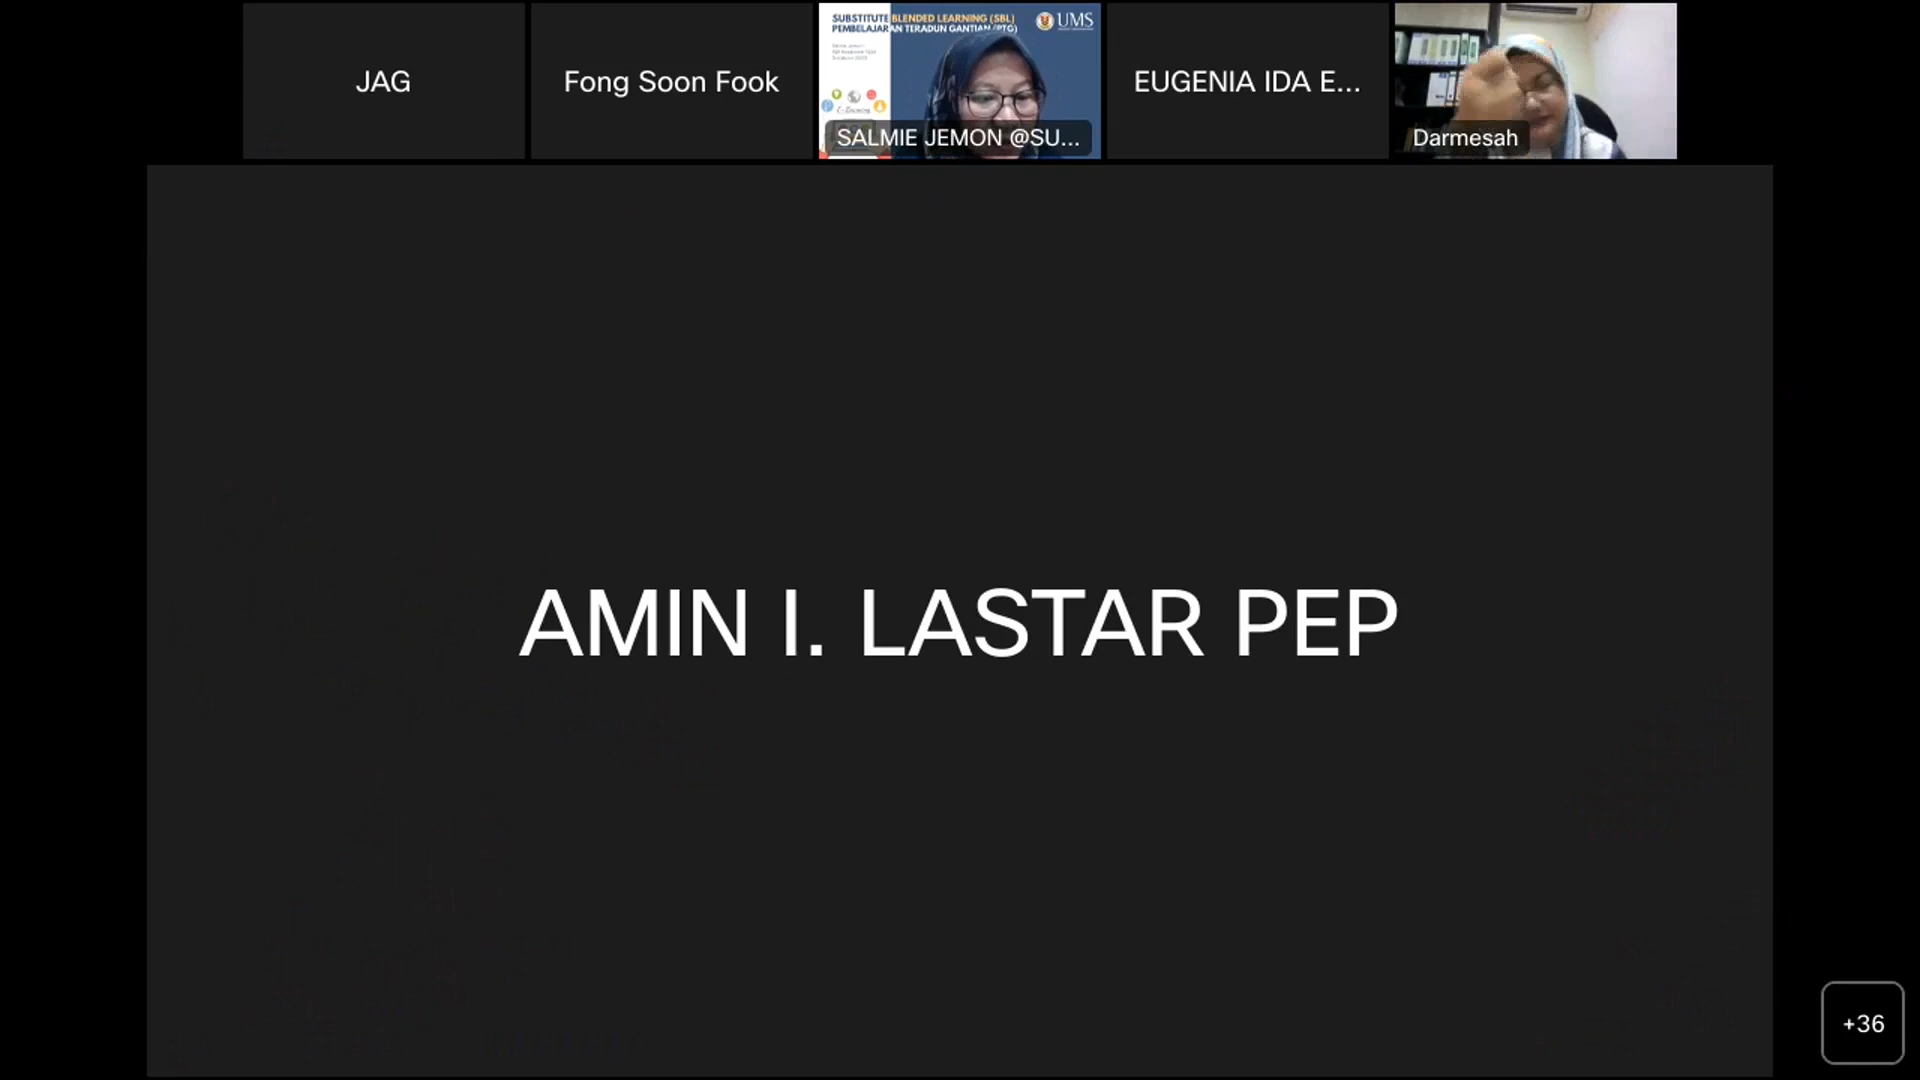 JAG
Fong Soon Fook
SUBSTITUTE BLENDED LEARNING (SBL)
PEMBELAJARAN TERADUN GANTIAN (PTG)
UMS
E-Learning
SALMIE JEMON @SU...
EUGENIA IDA E...
Darmesah
AMIN I. LASTAR PEP
+36